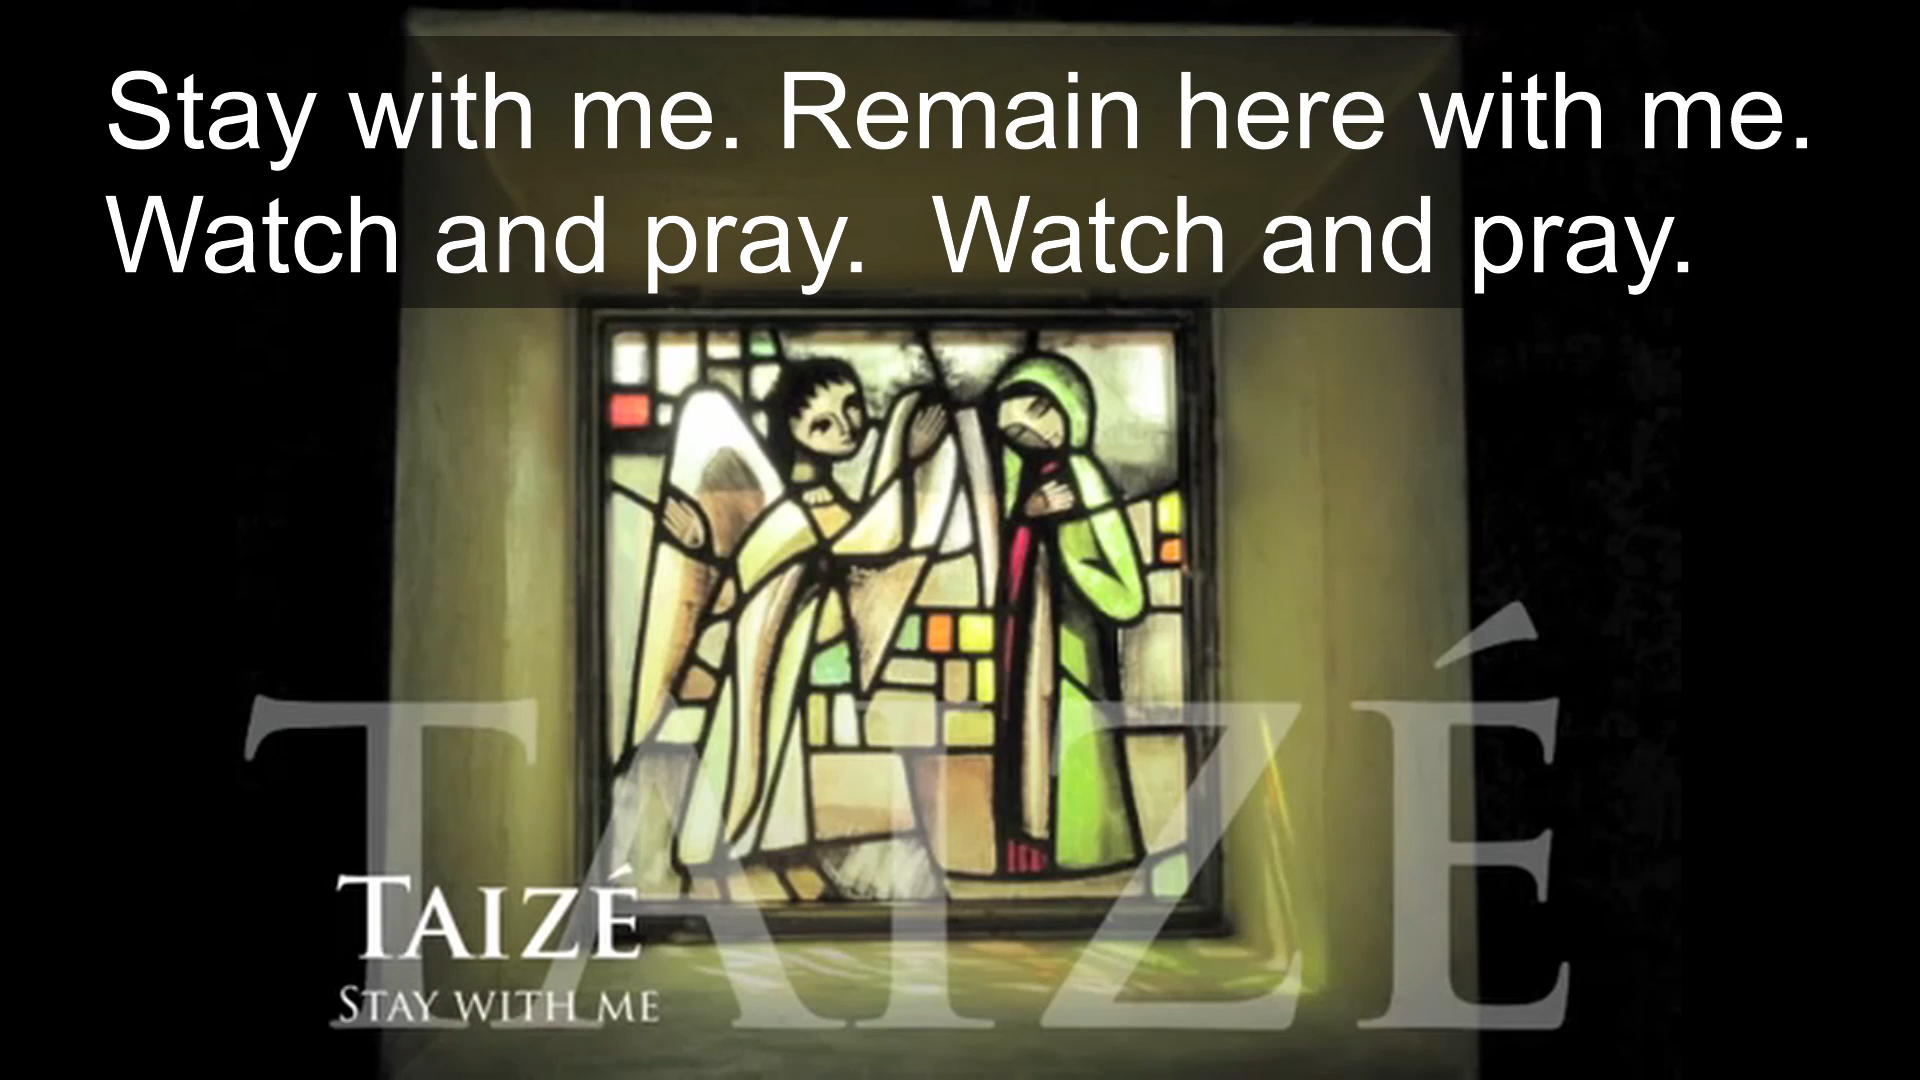 Stay with me. Remain here with me.
Watch and pray.  Watch and pray.
TAIZÉ
TAIZÉ
STAY WITH ME